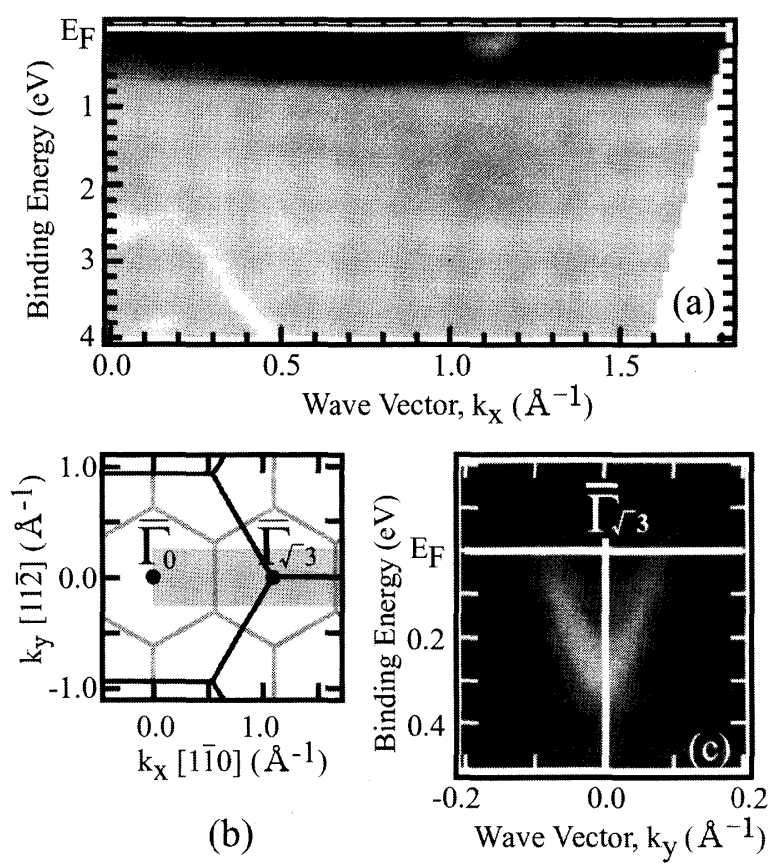 E_F
1
2
3
4
Binding Energy (eV)
(a)
0.0 0.5 1.0 1.5
Wave Vector, k_x (Å⁻¹)
1.0
0.0
-1.0
k_y [112̄] (Å⁻¹)
Γ̄_0 Γ̄_√3
0.0 1.0
k_x [11̄0] (Å⁻¹)
(b)
Γ̄_√3
E_F
0.2
0.4
Binding Energy (eV)
(c)
-0.2 0.0 0.2
Wave Vector, k_y (Å⁻¹)